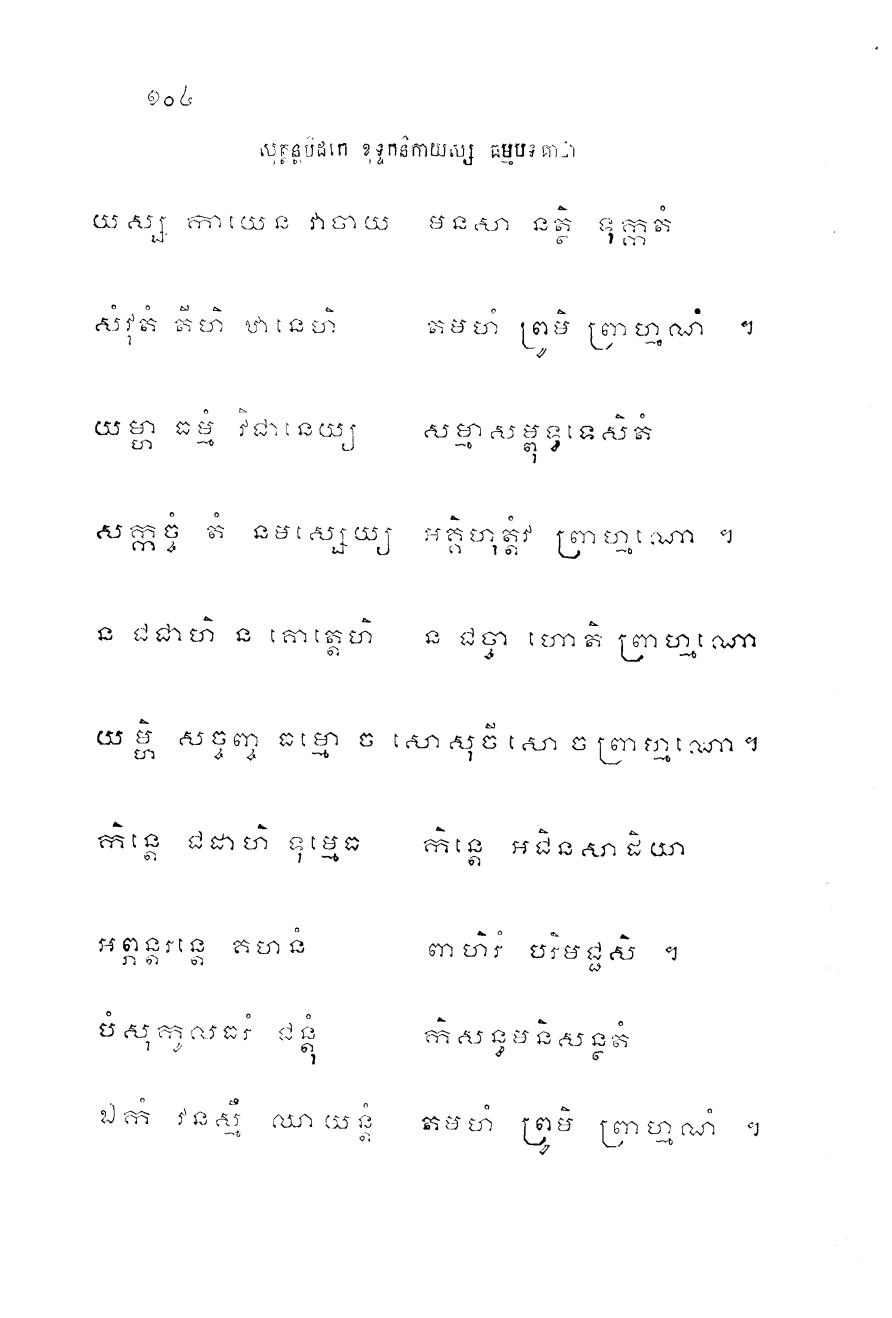 ១០៤
សុត្តន្តបិដកេ ខុទ្ទកនិកាយស្ស ធម្មបទគាថា
យស្ស កាយេន វាចាយ មនសា នត្ថិ ទុក្កតំ
សំវុតំ តីហិ ឋានេហិ តមហំ ព្រូមិ ព្រាហ្មណំ ។
យម្ហា ធម្មំ វិជានេយ្យ សម្មាសម្ពុទ្ធទេសិតំ
សក្កច្ចំ តំ នមស្សេយ្យ អគ្គិហុត្តំវ ព្រាហ្មណោ ។
ន ជដាហិ ន គោត្តេហិ ន ជច្ចា ហោតិ ព្រាហ្មណោ
យម្ហិ សច្ចញ្ច ធម្មោ ច សោ សុចី សោ ច ព្រាហ្មណោ ។
កិន្តេ ជដាហិ ទុម្មេធ កិន្តេ អជិនសាដិយា
អព្ភន្តរន្តេ គហនំ ពាហិរំ បរិមជ្ជសិ ។
បំសុកូលធរំ ជន្តុំ កិសន្ធមនិសន្ថតំ
ឯកំ វនស្មឹ ឈាយន្តំ តមហំ ព្រូមិ ព្រាហ្មណំ ។